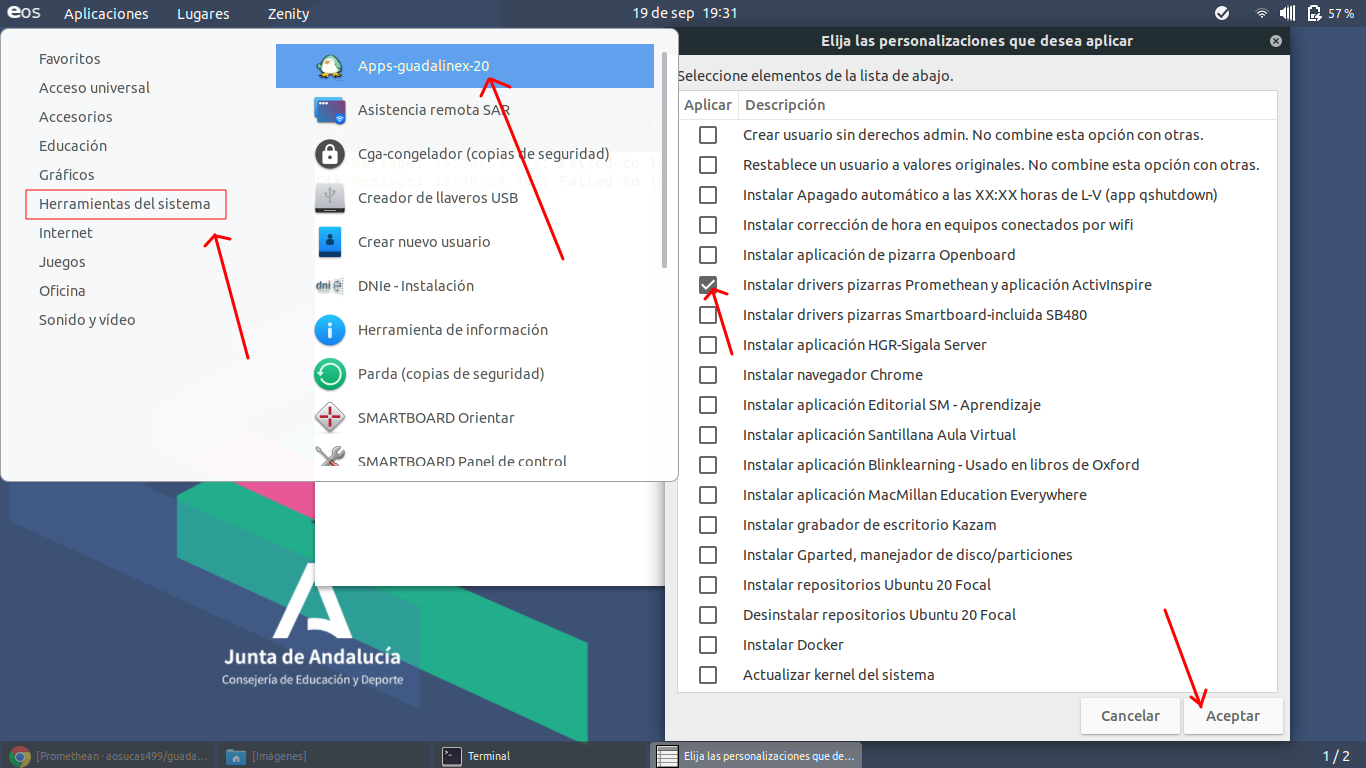 eos Aplicaciones Lugares Zenity 19 de sep 19:31 57 %
Favoritos
Acceso universal
Accesorios
Educación
Gráficos
Herramientas del sistema
Internet
Juegos
Oficina
Sonido y vídeo
Apps-guadalinex-20
Asistencia remota SAR
Cga-congelador (copias de seguridad)
Creador de llaveros USB
Crear nuevo usuario
dni
DNIe - Instalación
Herramienta de información
Parda (copias de seguridad)
SMARTBOARD Orientar
SMARTBOARD Panel de control
Failed to l
-Message: Failed to l
Elija las personalizaciones que desea aplicar
Seleccione elementos de la lista de abajo.
Aplicar Descripción
Crear usuario sin derechos admin. No combine esta opción con otras.
Restablece un usuario a valores originales. No combine esta opción con otras.
Instalar Apagado automático a las XX:XX horas de L-V (app qshutdown)
Instalar corrección de hora en equipos conectados por wifi
Instalar aplicación de pizarra Openboard
Instalar drivers pizarras Promethean y aplicación ActivInspire
Instalar drivers pizarras Smartboard-incluida SB480
Instalar aplicación HGR-Sigala Server
Instalar navegador Chrome
Instalar aplicación Editorial SM - Aprendizaje
Instalar aplicación Santillana Aula Virtual
Instalar aplicación Blinklearning - Usado en libros de Oxford
Instalar aplicación MacMillan Education Everywhere
Instalar grabador de escritorio Kazam
Instalar Gparted, manejador de disco/particiones
Instalar repositorios Ubuntu 20 Focal
Desinstalar repositorios Ubuntu 20 Focal
Instalar Docker
Actualizar kernel del sistema
Cancelar Aceptar
Junta de Andalucía
Consejería de Educación y Deporte
[Promethean - aosucas499/guada... [Imágenes] Terminal Elija las personalizaciones que de... 1 / 2